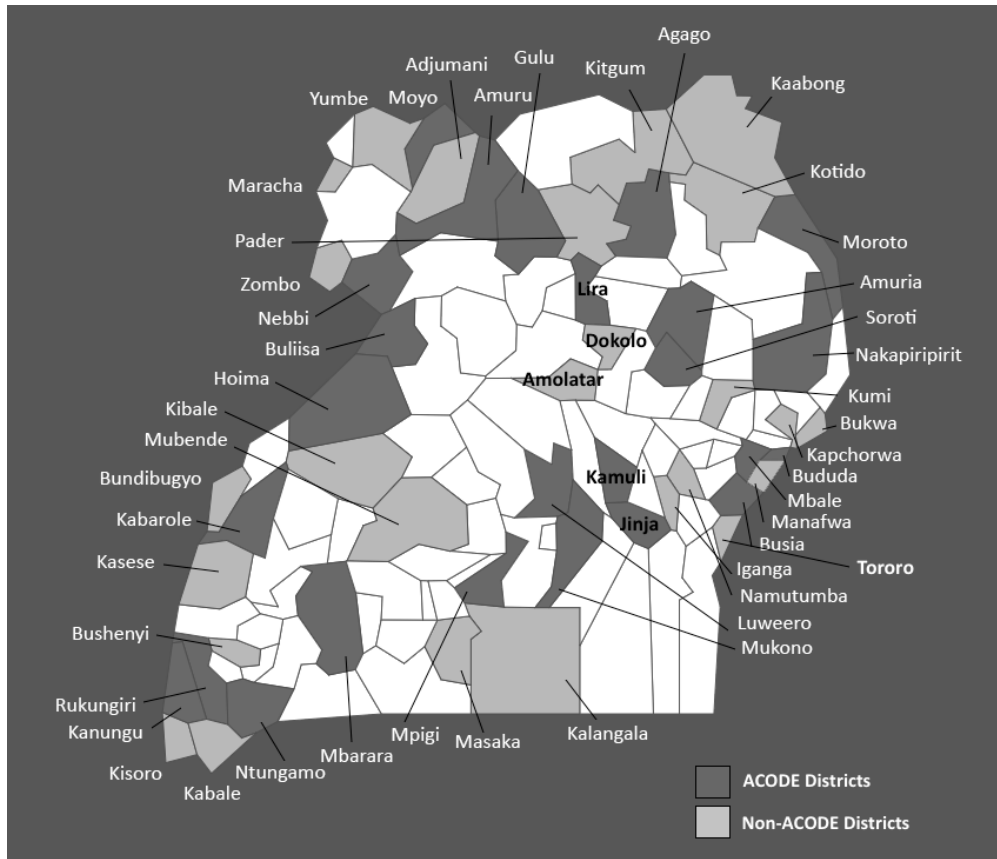 Agago
Gulu
Kitgum
Adjumani
Kaabong
Yumbe
Moyo
Amuru
Kotido
Maracha
Pader
Moroto
Zombo
Amuria
Lira
Nebbi
Soroti
Buliisa
Dokolo
Nakapiripirit
Hoima
Amolatar
Kumi
Kibale
Bukwa
Mubende
Kapchorwa
Bundibugyo
Kamuli
Bududa
Mbale
Kabarole
Manafwa
Jinja
Busia
Kasese
Iganga
Tororo
Namutumba
Luweero
Bushenyi
Mukono
Rukungiri
Kanungu
Mpigi
Masaka
Kalangala
Mbarara
Kisoro
Ntungamo
Kabale
ACODE Districts
Non-ACODE Districts